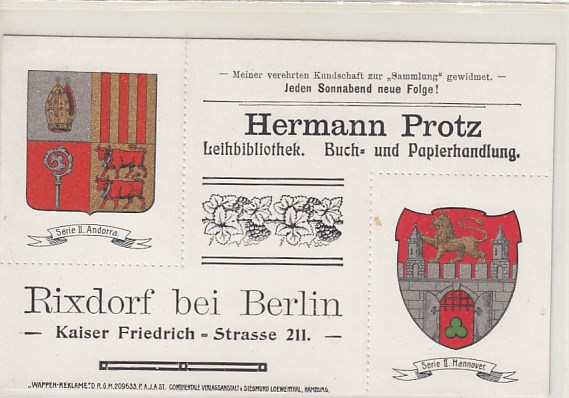 — Meiner verehrten Kundschaft zur „Sammlung" gewidmet. —
Jeden Sonnabend neue Folge!
Hermann Protz
Leihbibliothek. Buch- und Papierhandlung.
Serie II. Andorra.
Rixdorf bei Berlin
— Kaiser Friedrich - Strasse 211. —
Serie II. Hannover.
„WAPPEN-REKLAME". D.R.G.M. 209633. P.A.J.A.ST. CONTINENTALE VERLAGSANSTALT v. SIEGMUND LOEWENTHAL, HAMBURG.